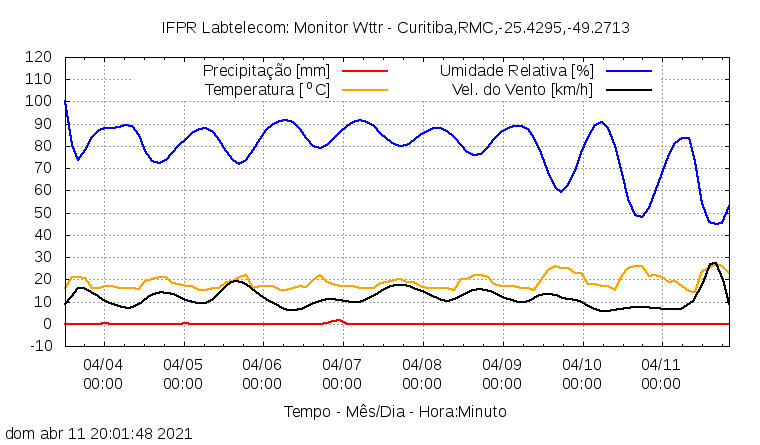 IFPR Labtelecom: Monitor Wttr - Curitiba,RMC,-25.4295,-49.2713
Precipitação [mm]
Temperatura [⁰C]
Umidade Relativa [%]
Vel. do Vento [km/h]
120
110
100
90
80
70
60
50
40
30
20
10
0
-10
04/04 04/05 04/06 04/07 04/08 04/09 04/10 04/11
00:00 00:00 00:00 00:00 00:00 00:00 00:00 00:00
Tempo - Mês/Dia - Hora:Minuto
dom abr 11 20:01:48 2021